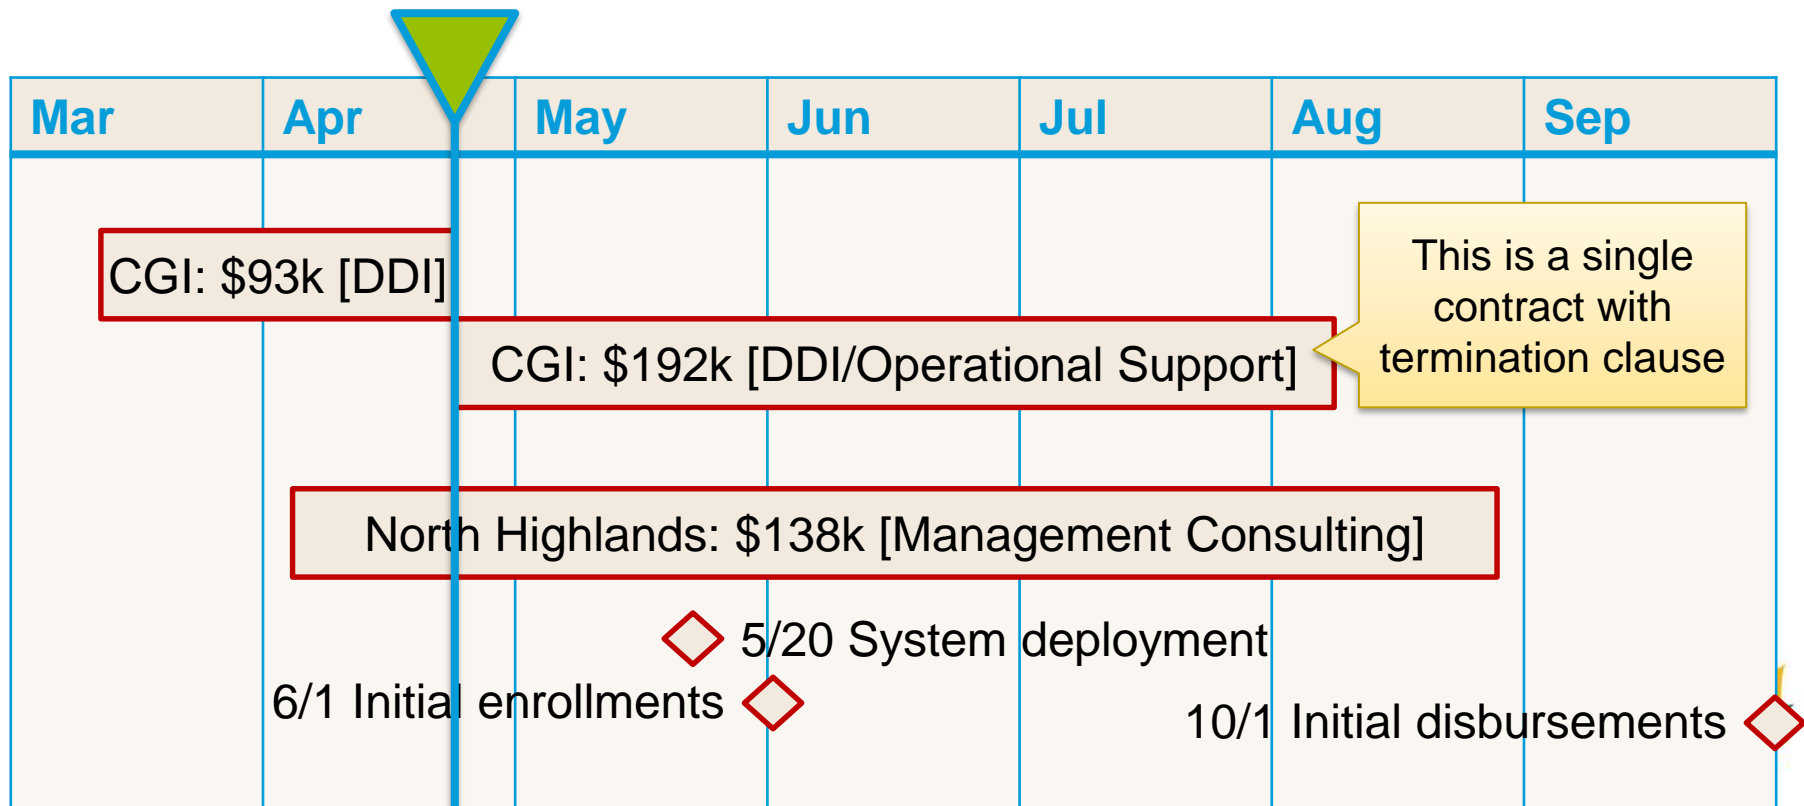 Mar Apr May Jun Jul Aug Sep
CGI: $93k [DDI]
This is a single
contract with
termination clause
CGI: $192k [DDI/Operational Support]
North Highlands: $138k [Management Consulting]
5/20 System deployment
6/1 Initial enrollments
10/1 Initial disbursements